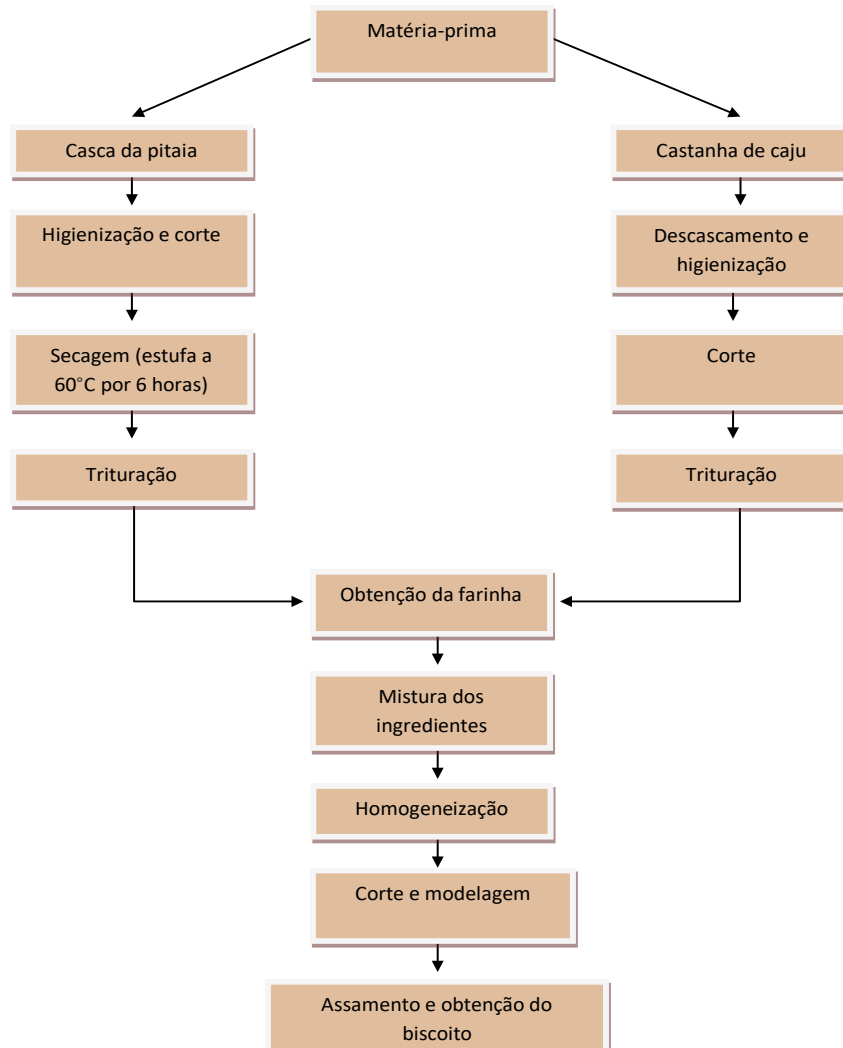 Matéria-prima
Casca da pitaia
Castanha de caju
Higienização e corte
Descascamento e
higienização
Secagem (estufa a
60°C por 6 horas)
Corte
Trituração
Trituração
Obtenção da farinha
Mistura dos
ingredientes
Homogeneização
Corte e modelagem
Assamento e obtenção do
biscoito